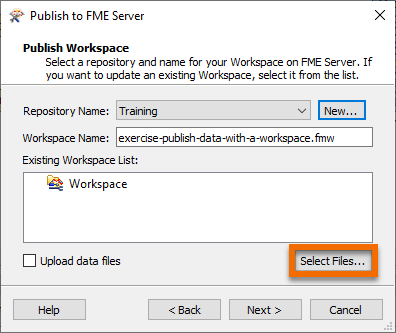 Publish to FME Server
Publish Workspace
Select a repository and name for your Workspace on FME Server. If
you want to update an existing Workspace, select it from the list.
Repository Name: Training New...
Workspace Name: exercise-publish-data-with-a-workspace.fmw
Existing Workspace List:
Workspace
Upload data files Select Files...
Help < Back Next > Cancel